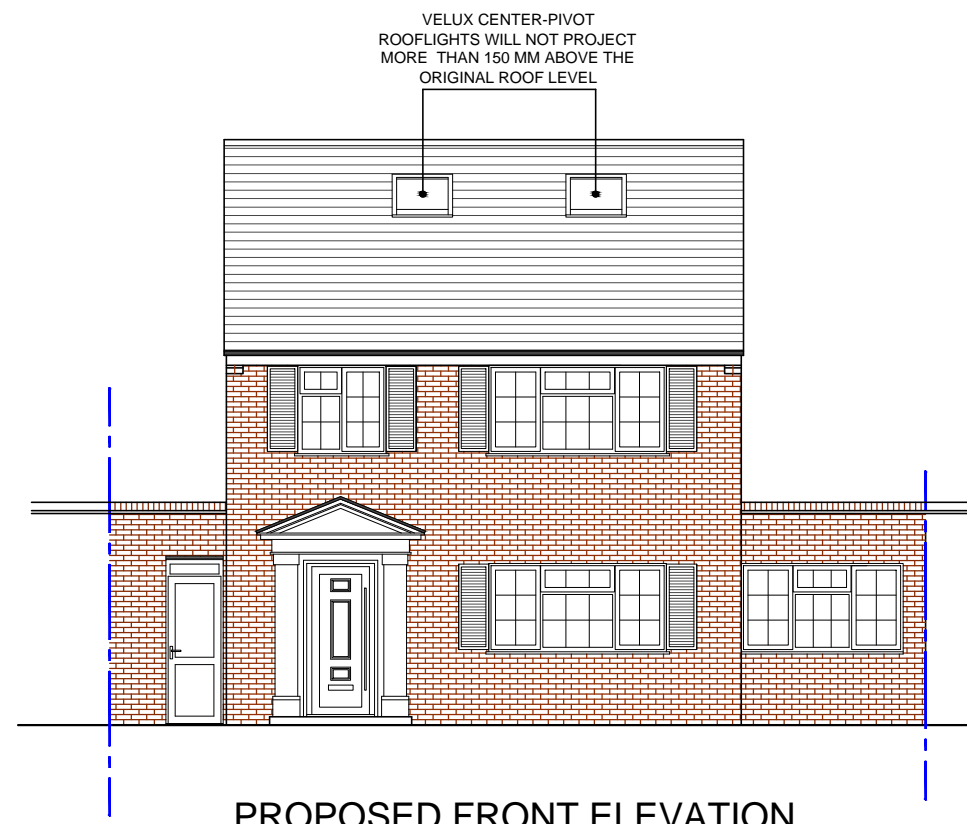 VELUX CENTER-PIVOT
ROOFLIGHTS WILL NOT PROJECT
MORE THAN 150 MM ABOVE THE
ORIGINAL ROOF LEVEL
PROPOSED FRONT ELEVATION